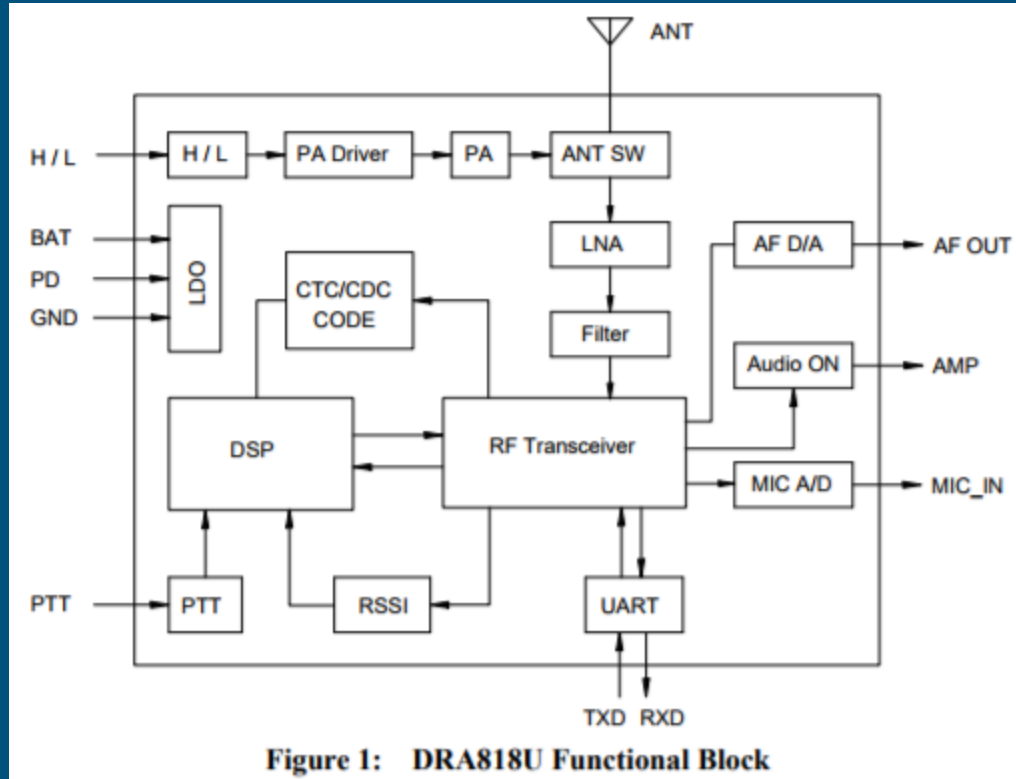 ANT
H / L
H / L
PA Driver
PA
ANT SW
BAT
PD
GND
LDO
CTC/CDC
CODE
LNA
Filter
AF D/A
AF OUT
Audio ON
AMP
DSP
RF Transceiver
MIC A/D
MIC_IN
PTT
PTT
RSSI
UART
TXD RXD
Figure 1: DRA818U Functional Block